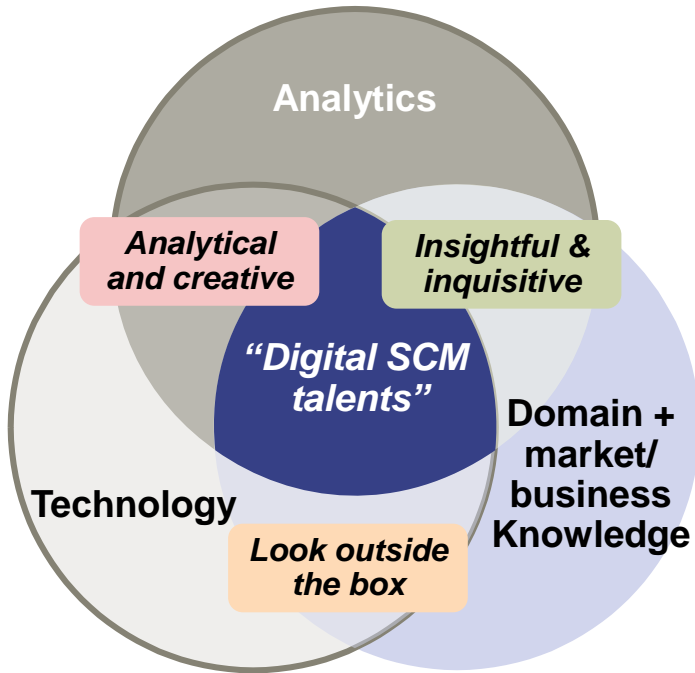 Analytics
Analytical
and creative
Insightful &
inquisitive
“Digital SCM
talents”
Domain +
market/
business
Knowledge
Technology
Look outside
the box